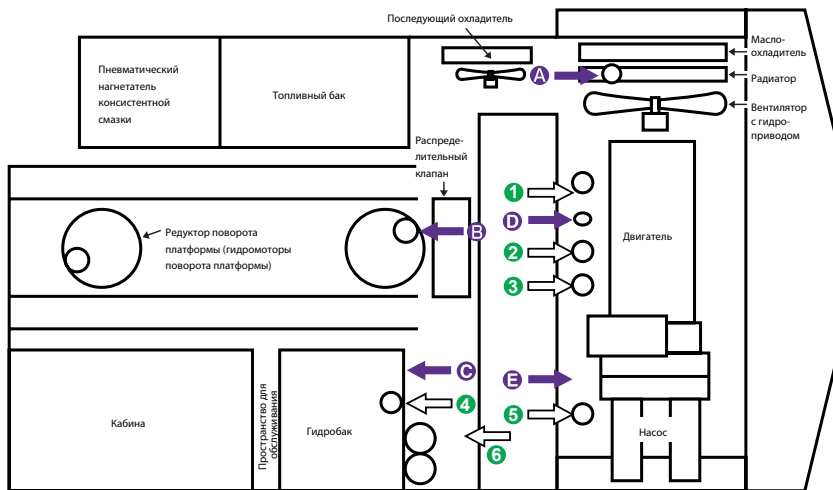 Последующий охладитель
Масло-
охладитель
Радиатор
Вентилятор
с гидро-
приводом
Пневматический
нагнетатель
консистентной
смазки
Топливный бак
A
Распреде-
лительный
клапан
1
D
2
3
B
Редуктор поворота
платформы (гидромоторы
поворота платформы)
Двигатель
C
E
4
5
6
Кабина
Пространство для
обслуживания
Гидробак
Насос